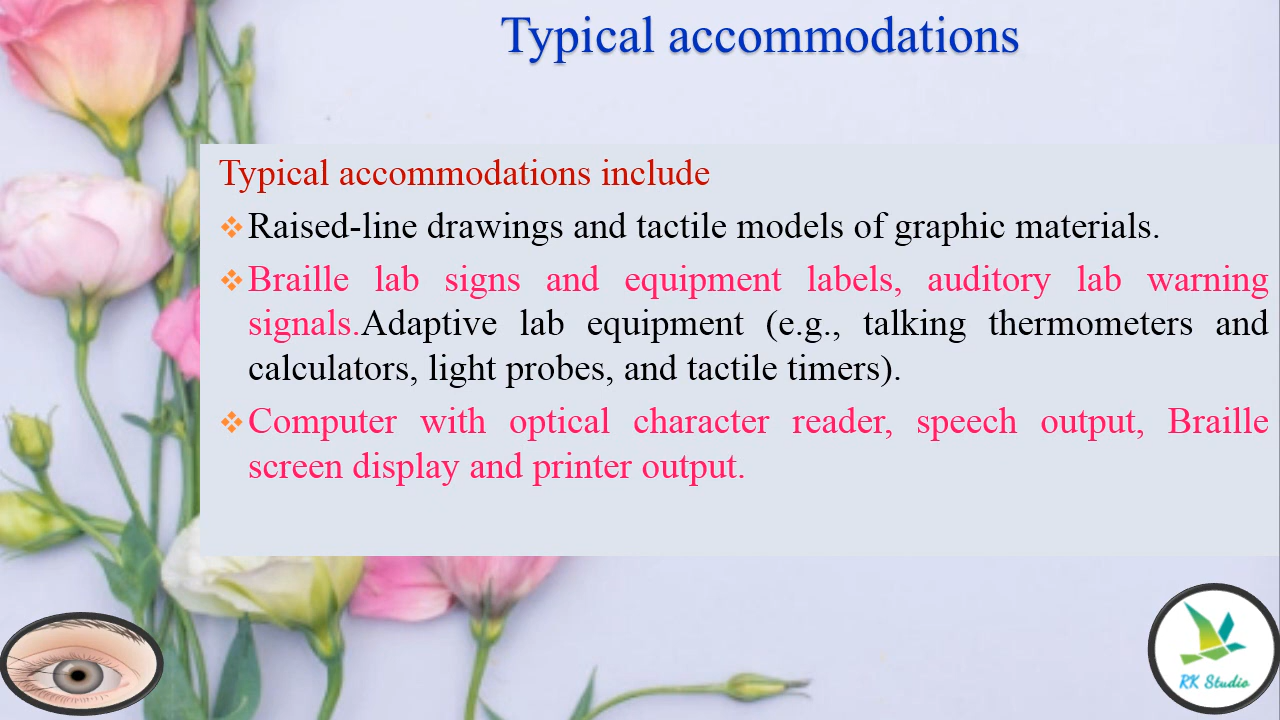 Typical accommodations
Typical accommodations include
❖Raised-line drawings and tactile models of graphic materials.
❖Braille lab signs and equipment labels, auditory lab warning
signals.Adaptive lab equipment (e.g., talking thermometers and
calculators, light probes, and tactile timers).
❖Computer with optical character reader, speech output, Braille
screen display and printer output.
RK Studio